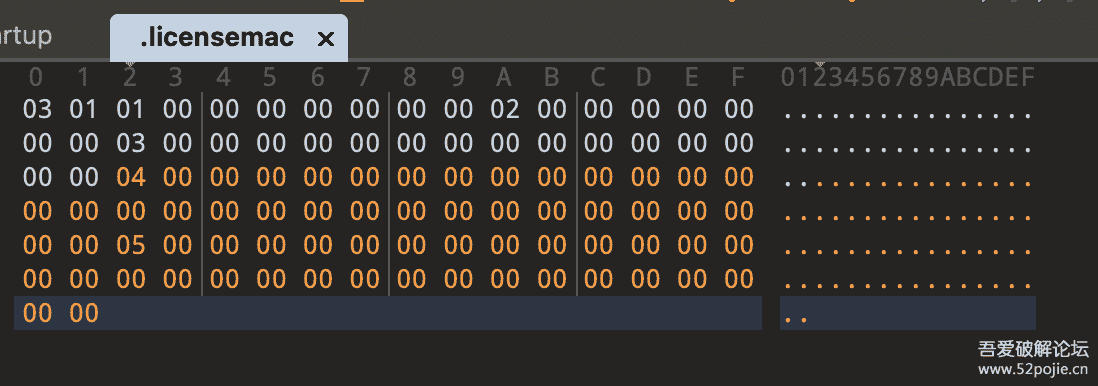 artup
.licensemac ×
0 1 2 3 4 5 6 7 8 9 A B C D E F 0123456789ABCDEF
03 01 01 00 00 00 00 00 00 00 02 00 00 00 00 00 ................
00 00 03 00 00 00 00 00 00 00 00 00 00 00 00 00 ................
00 00 04 00 00 00 00 00 00 00 00 00 00 00 00 00 ................
00 00 00 00 00 00 00 00 00 00 00 00 00 00 00 00 ................
00 00 05 00 00 00 00 00 00 00 00 00 00 00 00 00 ................
00 00 00 00 00 00 00 00 00 00 00 00 00 00 00 00 ................
00 00 ..
吾爱破解论坛
www.52pojie.cn